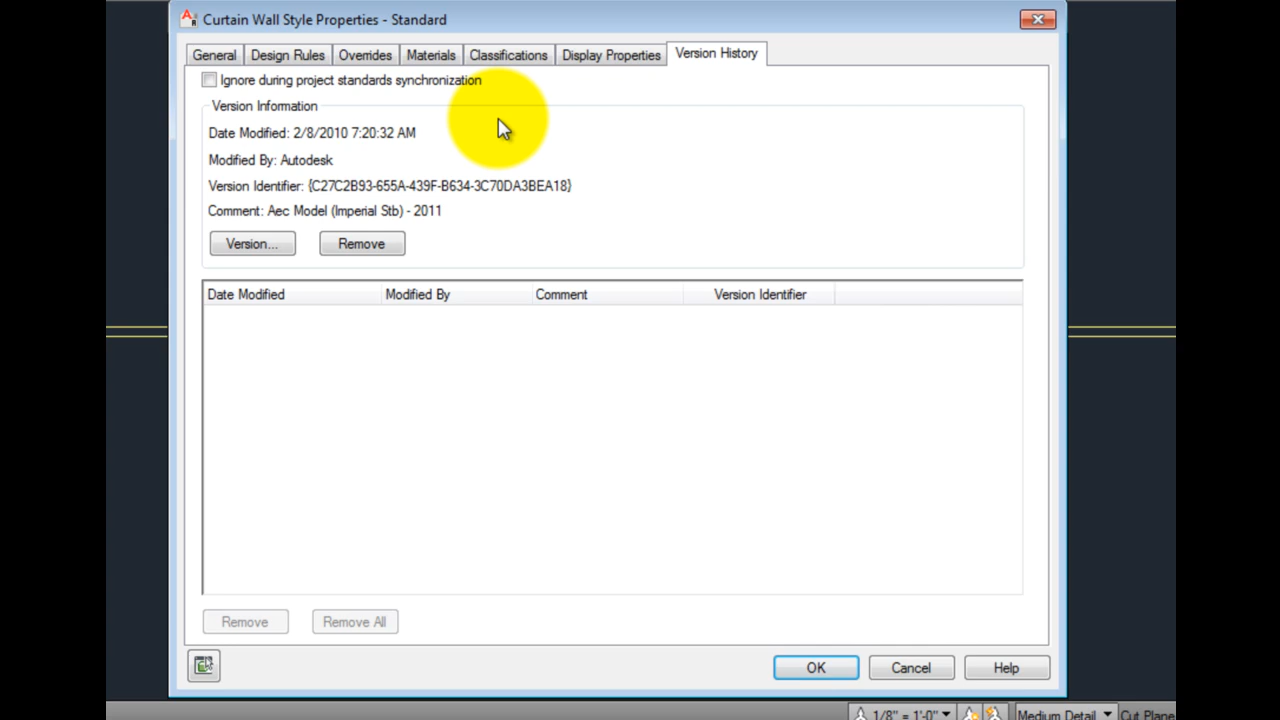 Curtain Wall Style Properties - Standard
General Design Rules Overrides Materials Classifications Display Properties Version History
Ignore during project standards synchronization
Version Information
Date Modified: 2/8/2010 7:20:32 AM
Modified By: Autodesk
Version Identifier: {C27C2B93-655A-439F-B634-3C70DA3BEA18}
Comment: Aec Model (Imperial Stb) - 2011
Version... Remove
Date Modified Modified By Comment Version Identifier
Remove Remove All
OK Cancel Help
1/8" = 1'-0" Medium Detail Cut Plane